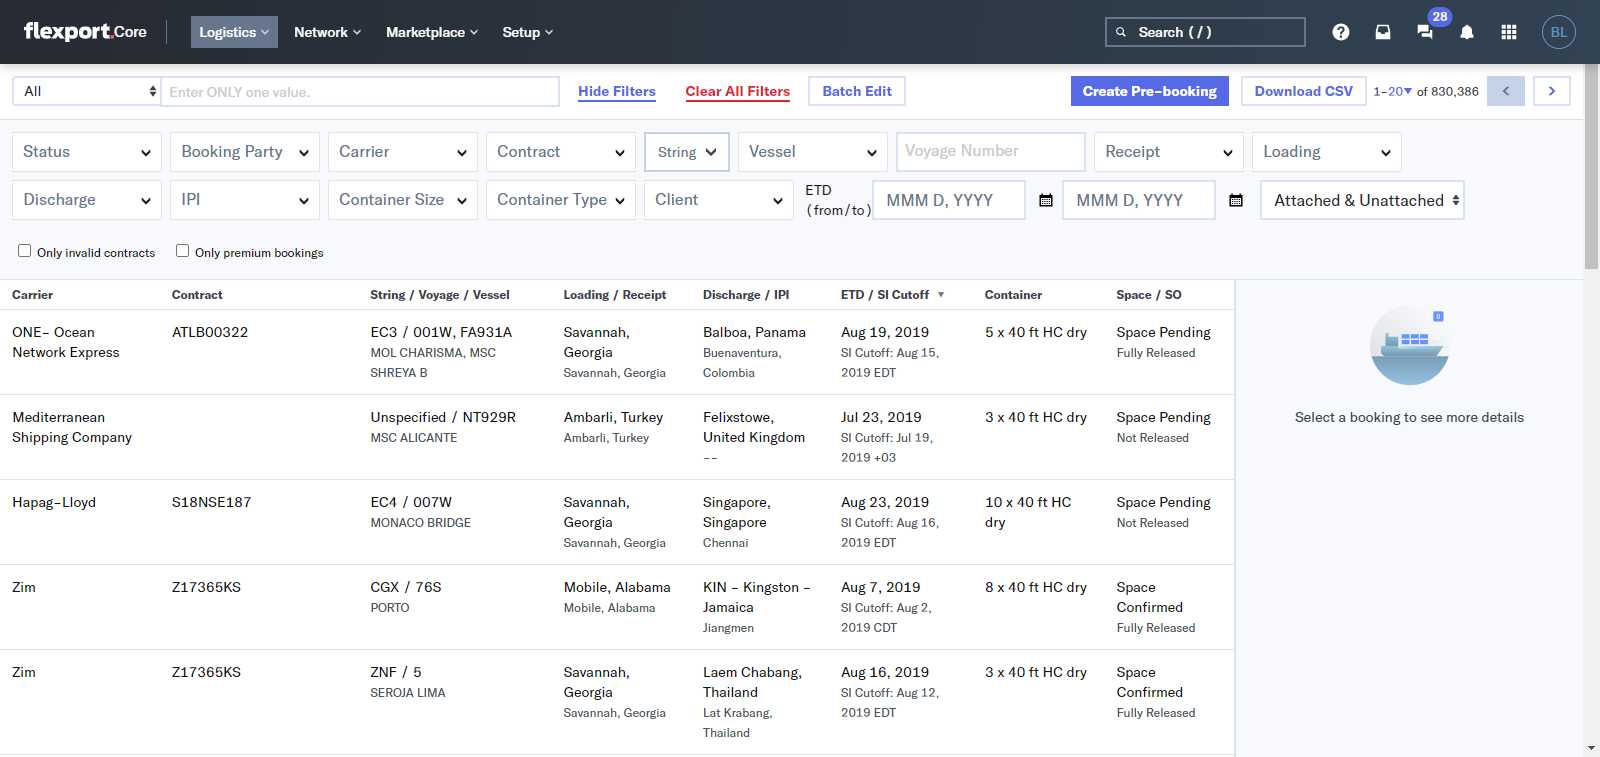 flexport.Core Logistics Network Marketplace Setup Search ( / ) 28 BL
All Enter ONLY one value. Hide Filters Clear All Filters Batch Edit Create Pre-booking Download CSV 1-20 of 830,386
Status Booking Party Carrier Contract String Vessel Voyage Number Receipt Loading
Discharge IPI Container Size Container Type Client ETD (from/to) MMM D, YYYY MMM D, YYYY Attached & Unattached
Only invalid contracts Only premium bookings
Carrier Contract String / Voyage / Vessel Loading / Receipt Discharge / IPI ETD / SI Cutoff Container Space / SO
ONE- Ocean ATLB00322 EC3 / 001W, FA931A Savannah, Balboa, Panama Aug 19, 2019 5 x 40 ft HC dry Space Pending
Network Express MOL CHARISMA, MSC Georgia Buenaventura, SI Cutoff: Aug 15, Fully Released
SHREYA B Savannah, Georgia Colombia 2019 EDT
Select a booking to see more details
Mediterranean Unspecified / NT929R Ambarli, Turkey Felixstowe, Jul 23, 2019 3 x 40 ft HC dry Space Pending
Shipping Company MSC ALICANTE Ambarli, Turkey United Kingdom SI Cutoff: Jul 19, Not Released
-- 2019 +03
Hapag-Lloyd S18NSE187 EC4 / 007W Savannah, Singapore, Aug 23, 2019 10 x 40 ft HC Space Pending
MONACO BRIDGE Georgia Singapore SI Cutoff: Aug 16, dry Not Released
Savannah, Georgia Chennai 2019 EDT
Zim Z17365KS CGX / 76S Mobile, Alabama KIN - Kingston - Aug 7, 2019 8 x 40 ft HC dry Space
PORTO Mobile, Alabama Jamaica SI Cutoff: Aug 2, Confirmed
Jiangmen 2019 CDT Fully Released
Zim Z17365KS ZNF / 5 Savannah, Laem Chabang, Aug 16, 2019 3 x 40 ft HC dry Space
SEROJA LIMA Georgia Thailand SI Cutoff: Aug 12, Confirmed
Savannah, Georgia Lat Krabang, 2019 EDT Fully Released
Thailand